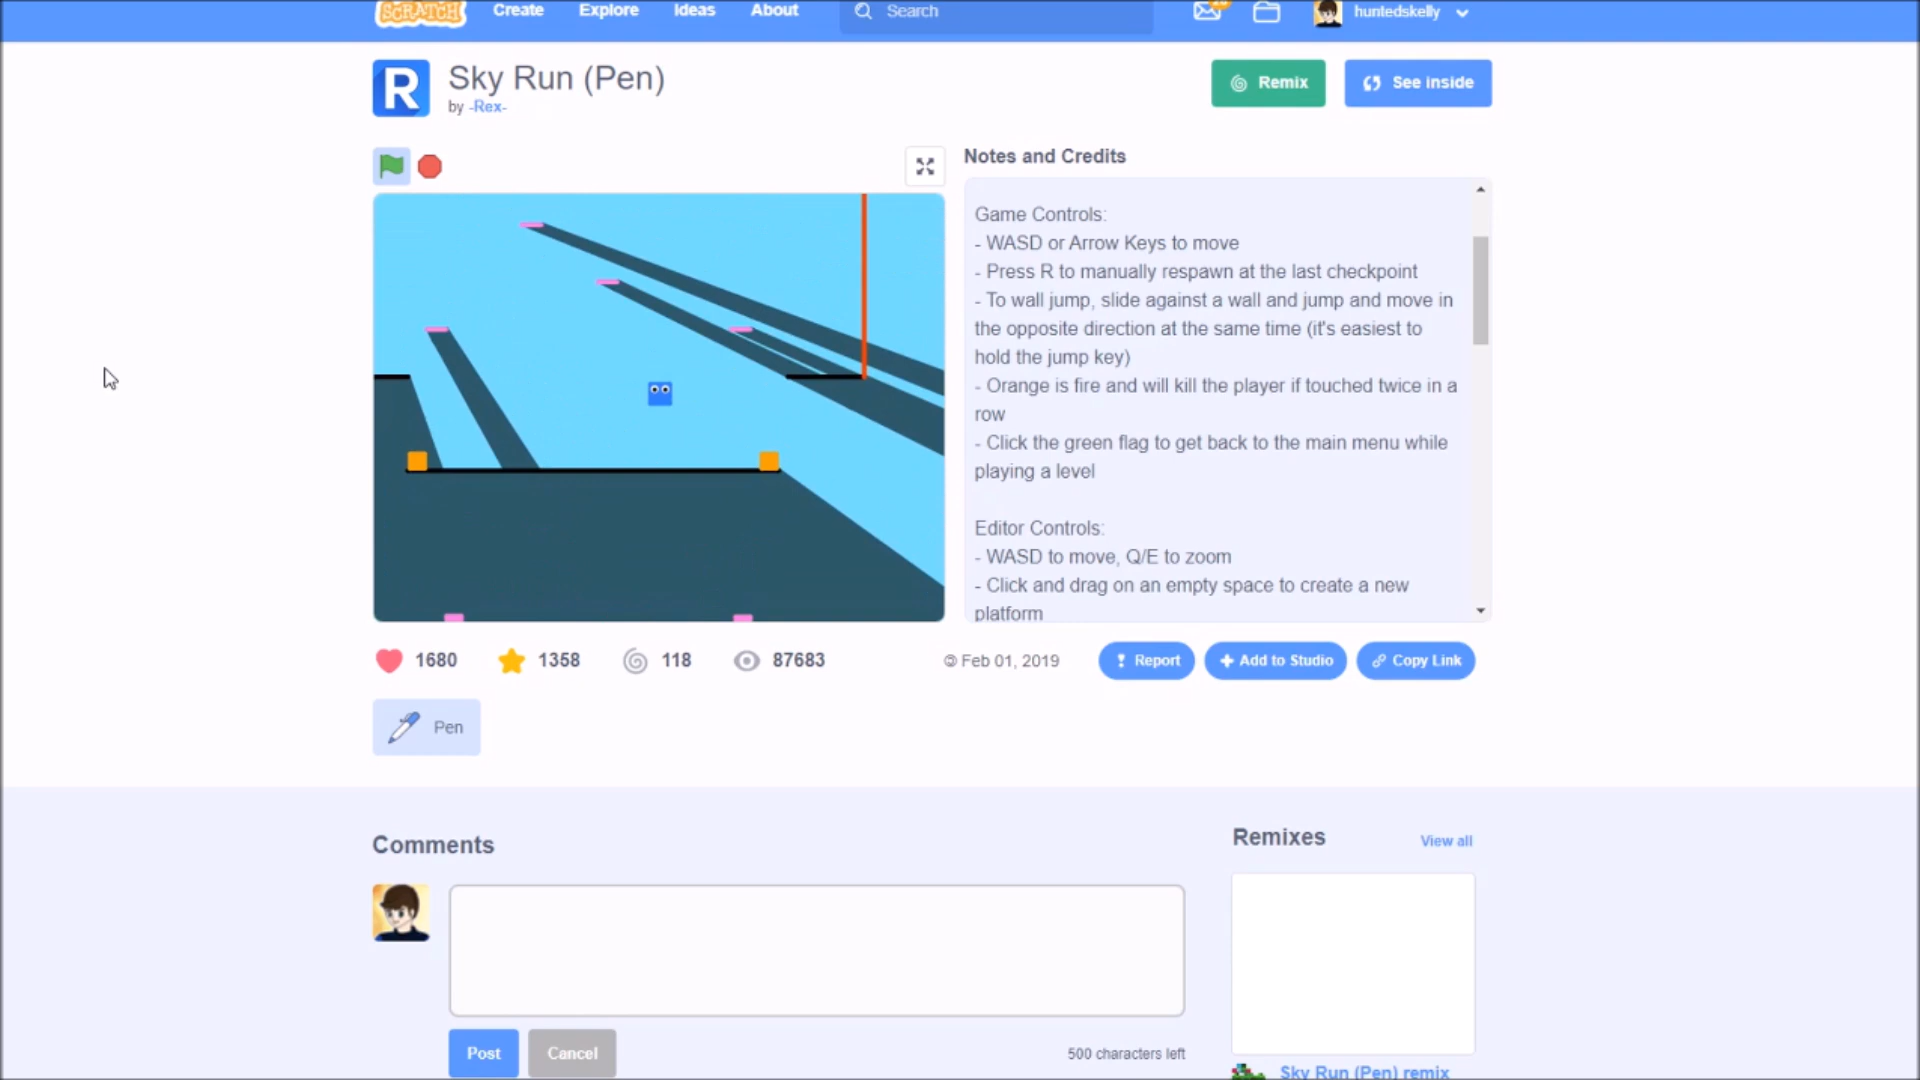 SCRATCH Create Explore Ideas About Search huntedskelly
R Sky Run (Pen)
by -Rex-
Remix See inside
Notes and Credits
Game Controls:
- WASD or Arrow Keys to move
- Press R to manually respawn at the last checkpoint
- To wall jump, slide against a wall and jump and move in
the opposite direction at the same time (it's easiest to
hold the jump key)
- Orange is fire and will kill the player if touched twice in a
row
- Click the green flag to get back to the main menu while
playing a level
Editor Controls:
- WASD to move, Q/E to zoom
- Click and drag on an empty space to create a new
platform
1680 1358 118 87683 © Feb 01, 2019 Report Add to Studio Copy Link
Pen
Comments
Remixes View all
Post Cancel 500 characters left
Sky Run (Pen) remix